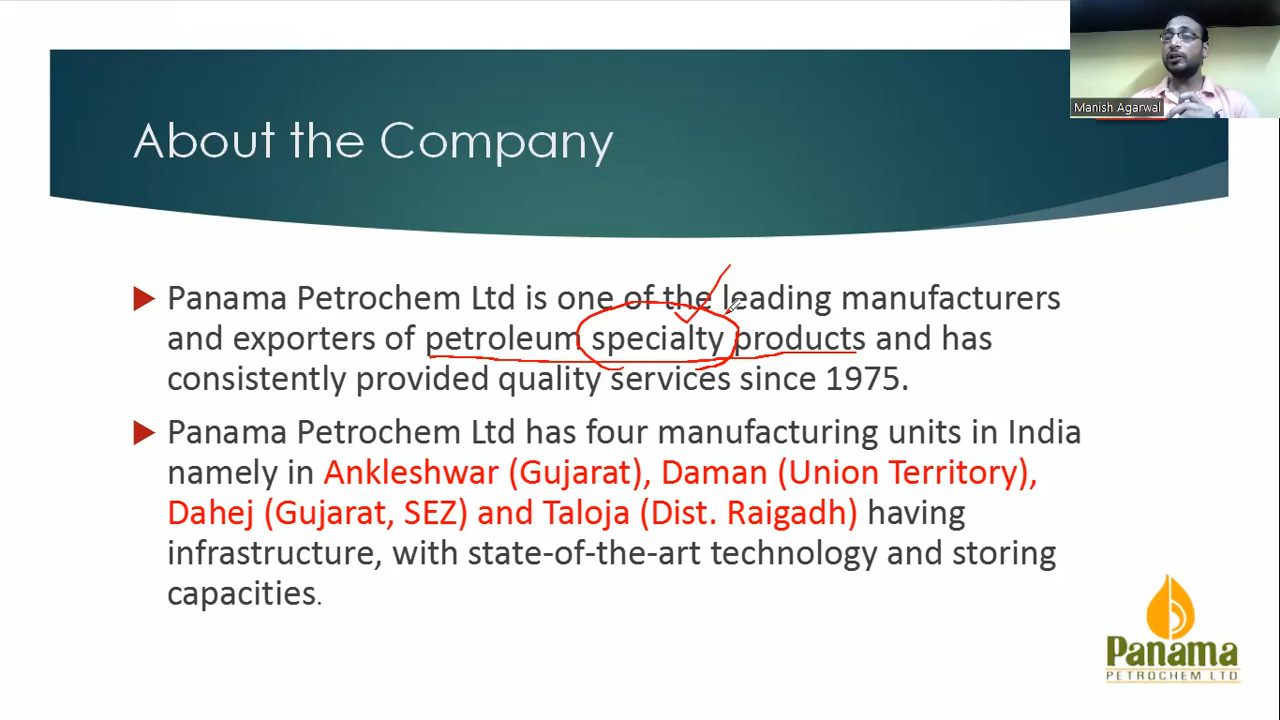 Manish Agarwal
About the Company
Panama Petrochem Ltd is one of the leading manufacturers
and exporters of petroleum specialty products and has
consistently provided quality services since 1975.
Panama Petrochem Ltd has four manufacturing units in India
namely in Ankleshwar (Gujarat), Daman (Union Territory),
Dahej (Gujarat, SEZ) and Taloja (Dist. Raigadh) having
infrastructure, with state-of-the-art technology and storing
capacities.
Panama
PETROCHEM LTD